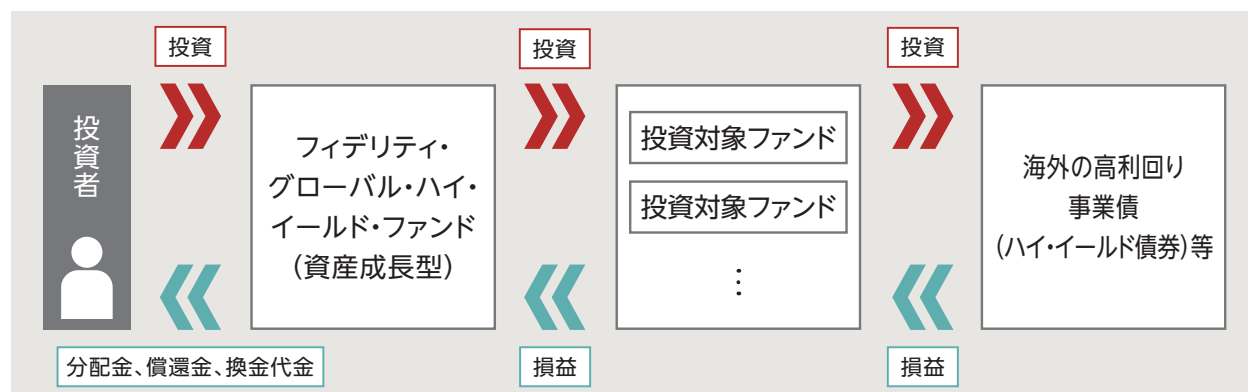 投資
投資
投資
投資者
フィデリティ・
グローバル・ハイ・
イールド・ファンド
(資産成長型)
投資対象ファンド
投資対象ファンド
⋮
海外の高利回り
事業債
(ハイ・イールド債券)等
分配金、償還金、換金代金
損益
損益